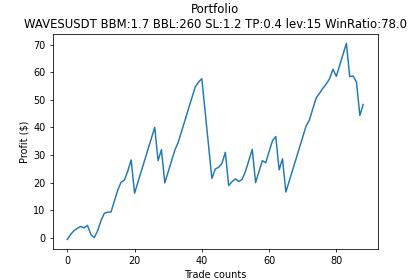 Portfolio
WAVESUSDT BBM:1.7 BBL:260 SL:1.2 TP:0.4 lev:15 WinRatio:78.0
70
60
50
40
30
20
10
0
Profit ($)
0 20 40 60 80
Trade counts